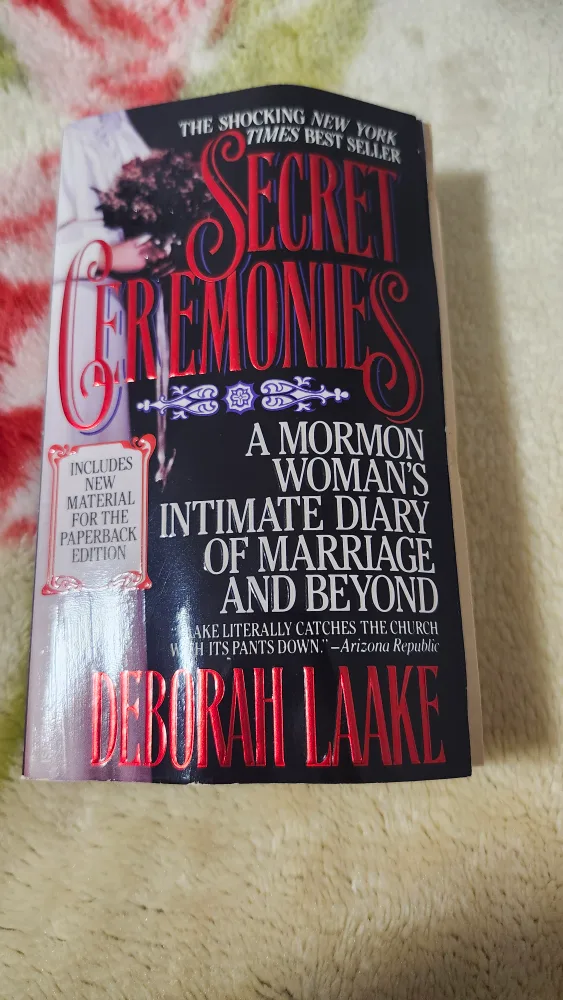 THE SHOCKING NEW YORK
TIMES BEST SELLER
SECRET
CEREMONIES
INCLUDES
NEW
MATERIAL
FOR THE
PAPERBACK
EDITION
A MORMON
WOMAN'S
INTIMATE DIARY
OF MARRIAGE
AND BEYOND
LITERALLY CATCHES THE CHURCH
WITH ITS PANTS DOWN." —Arizona Republic
DEBORAH LAAKE